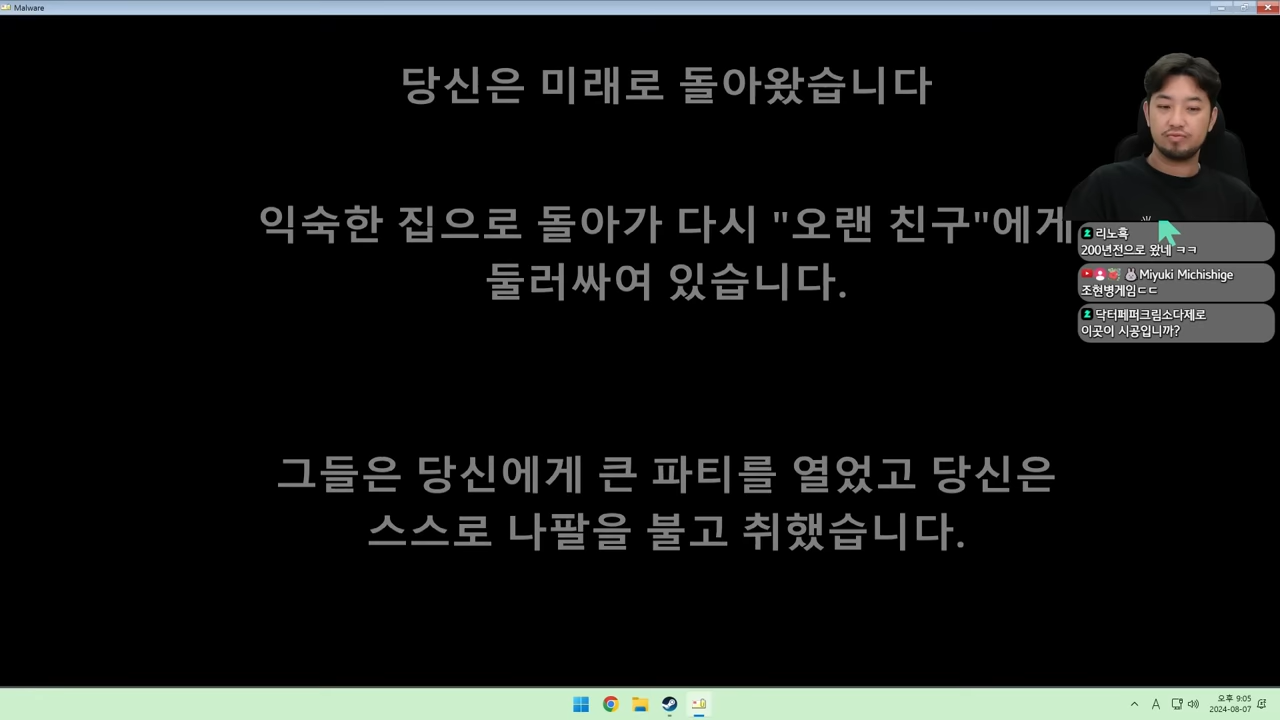 Malware
당신은 미래로 돌아왔습니다
익숙한 집으로 돌아가 다시 "오랜 친구"에게
둘러싸여 있습니다.
그들은 당신에게 큰 파티를 열었고 당신은
스스로 나팔을 불고 취했습니다.
리노흑
200년전으로 왔네 ㅋㅋ
Miyuki Michishige
조현병게임ㄷㄷ
닥터페퍼크림소다제로
이곳이 시공입니까?
A
오후 9:05
2024-08-07